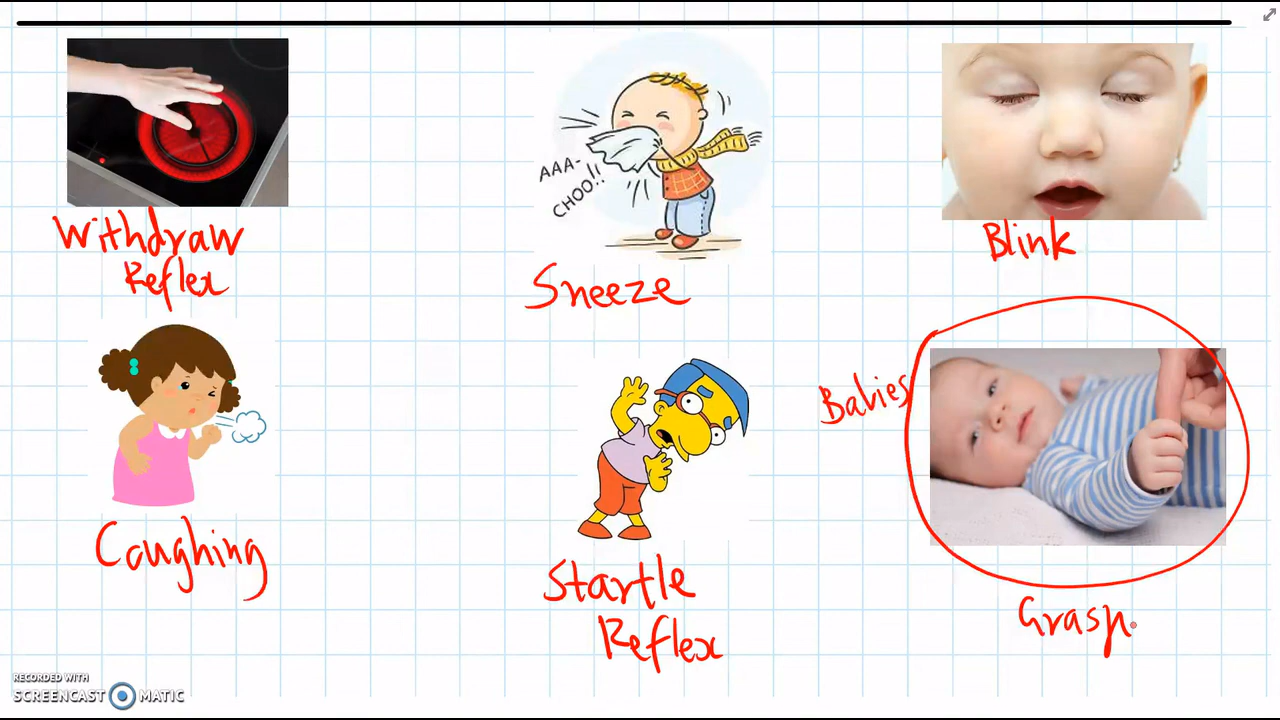 AAA-
CHOO!!
Withdraw
Reflex
Sneeze
Blink
Babies
Coughing
Startle
Reflex
Grasp
RECORDED WITH
SCREENCAST MATIC